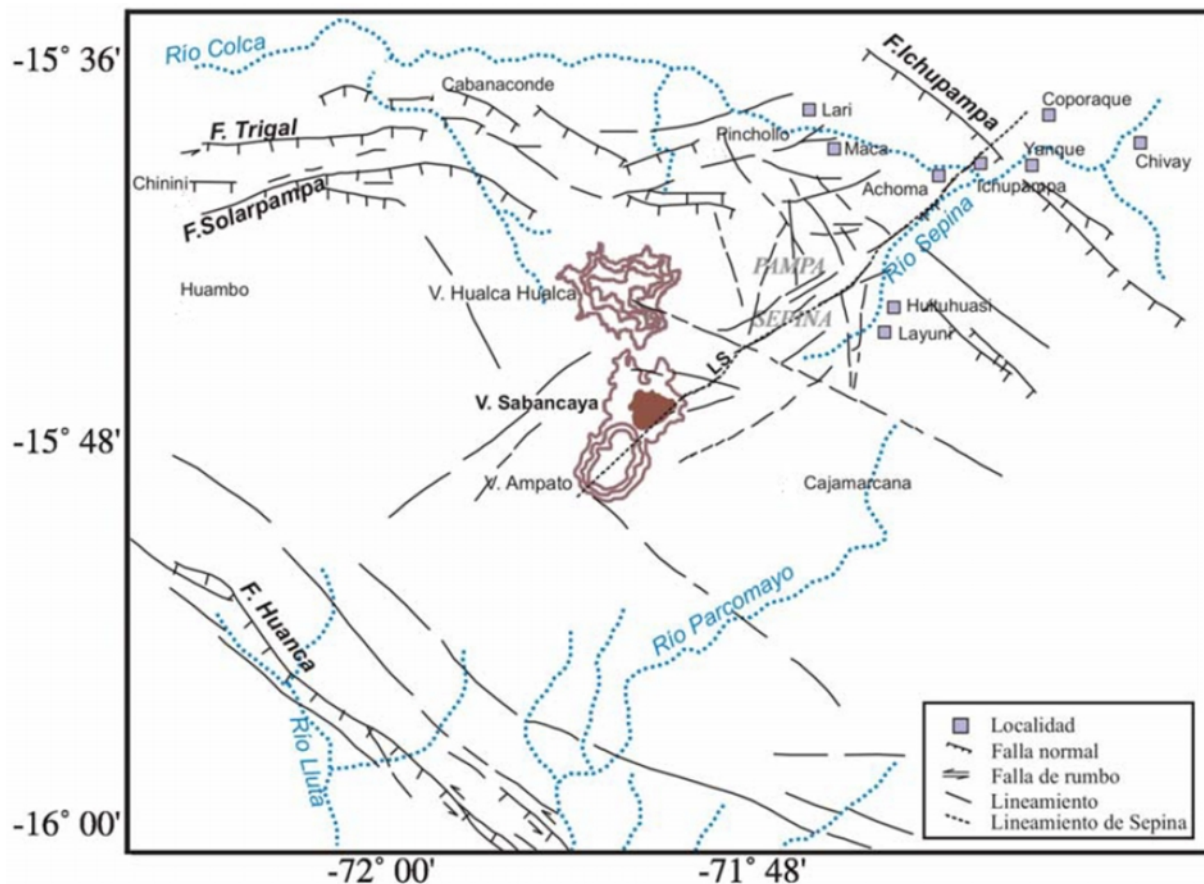 -15° 36'
-15° 48'
-16° 00'
-72° 00'
-71° 48'
Río Colca
Cabanaconde
F. Ichupampa
Coporaque
Lari
F. Trigal
Pinchollo
Maca
Yanque
Chivay
Chinini
Achoma
Ichupampa
F.Solarpampa
Río Sepina
PAMPA
SEPINA
Huambo
V. Hualca Hualca
Hukuhuasi
Layuni
LS.
V. Sabancaya
V. Ampato
Cajamarcana
Río Parcomayo
F. Huanca
Río Lluta
Localidad
Falla normal
Falla de rumbo
Lineamiento
Lineamiento de Sepina